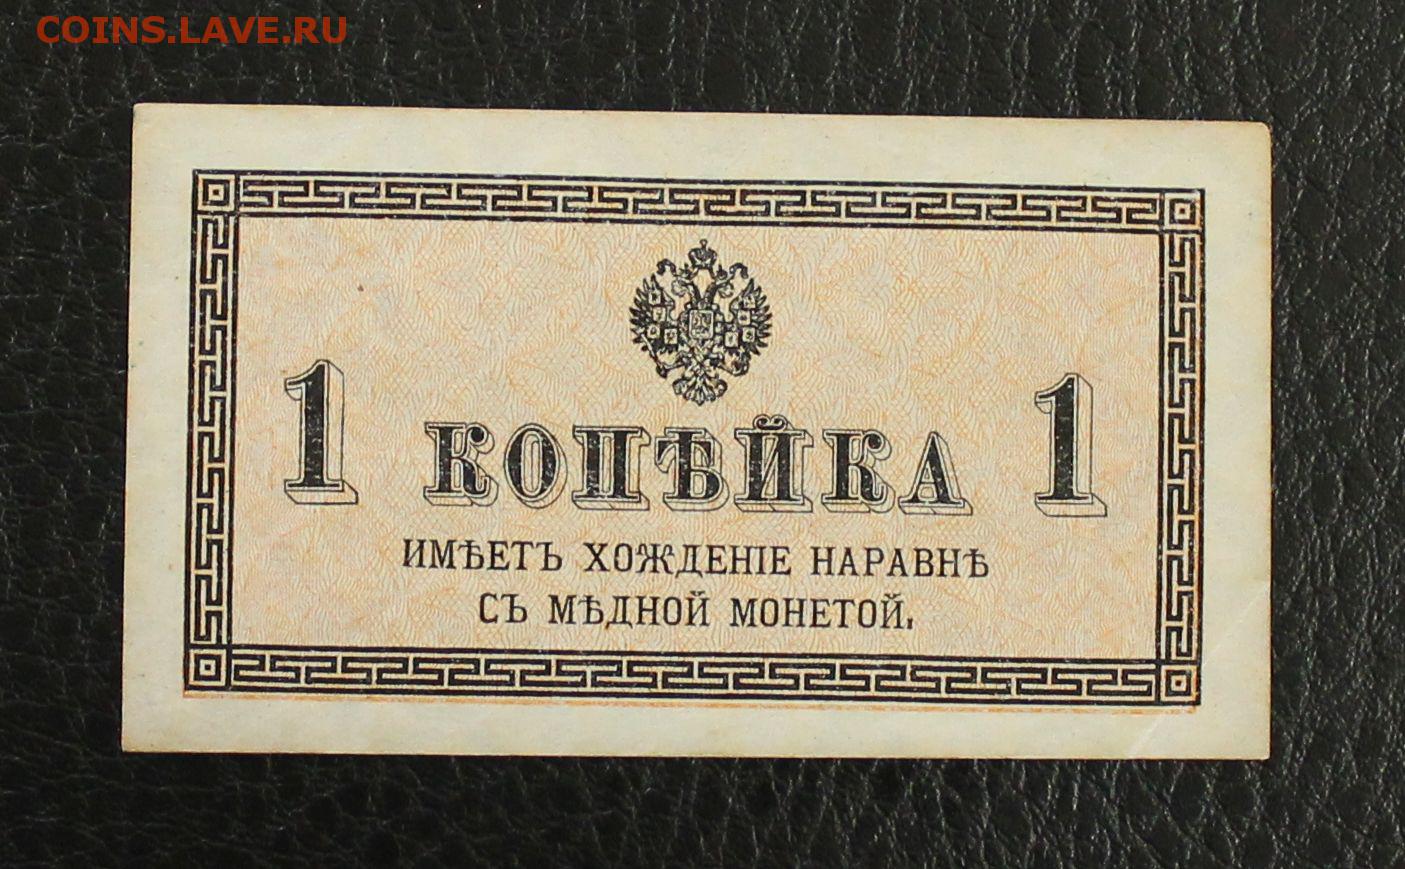 COINS.LAVE.RU
1 КОПѢЙКА 1
ИМѢЕТЪ ХОЖДЕНІЕ НАРАВНѢ
СЪ МѢДНОЙ МОНЕТОЙ.